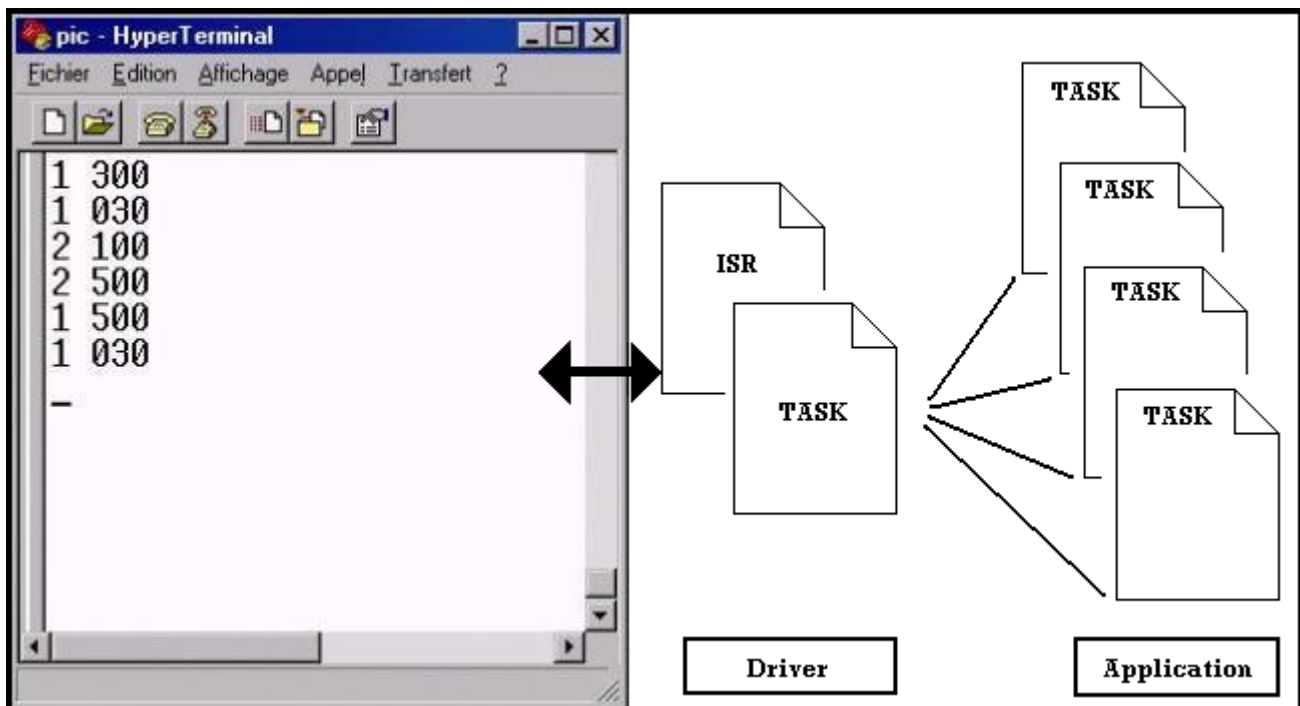 pic - HyperTerminal
Fichier Edition Affichage Appel Transfert ?
1 300
1 030
2 100
2 500
1 500
1 030
_
ISR
TASK
TASK
TASK
TASK
TASK
Driver
Application